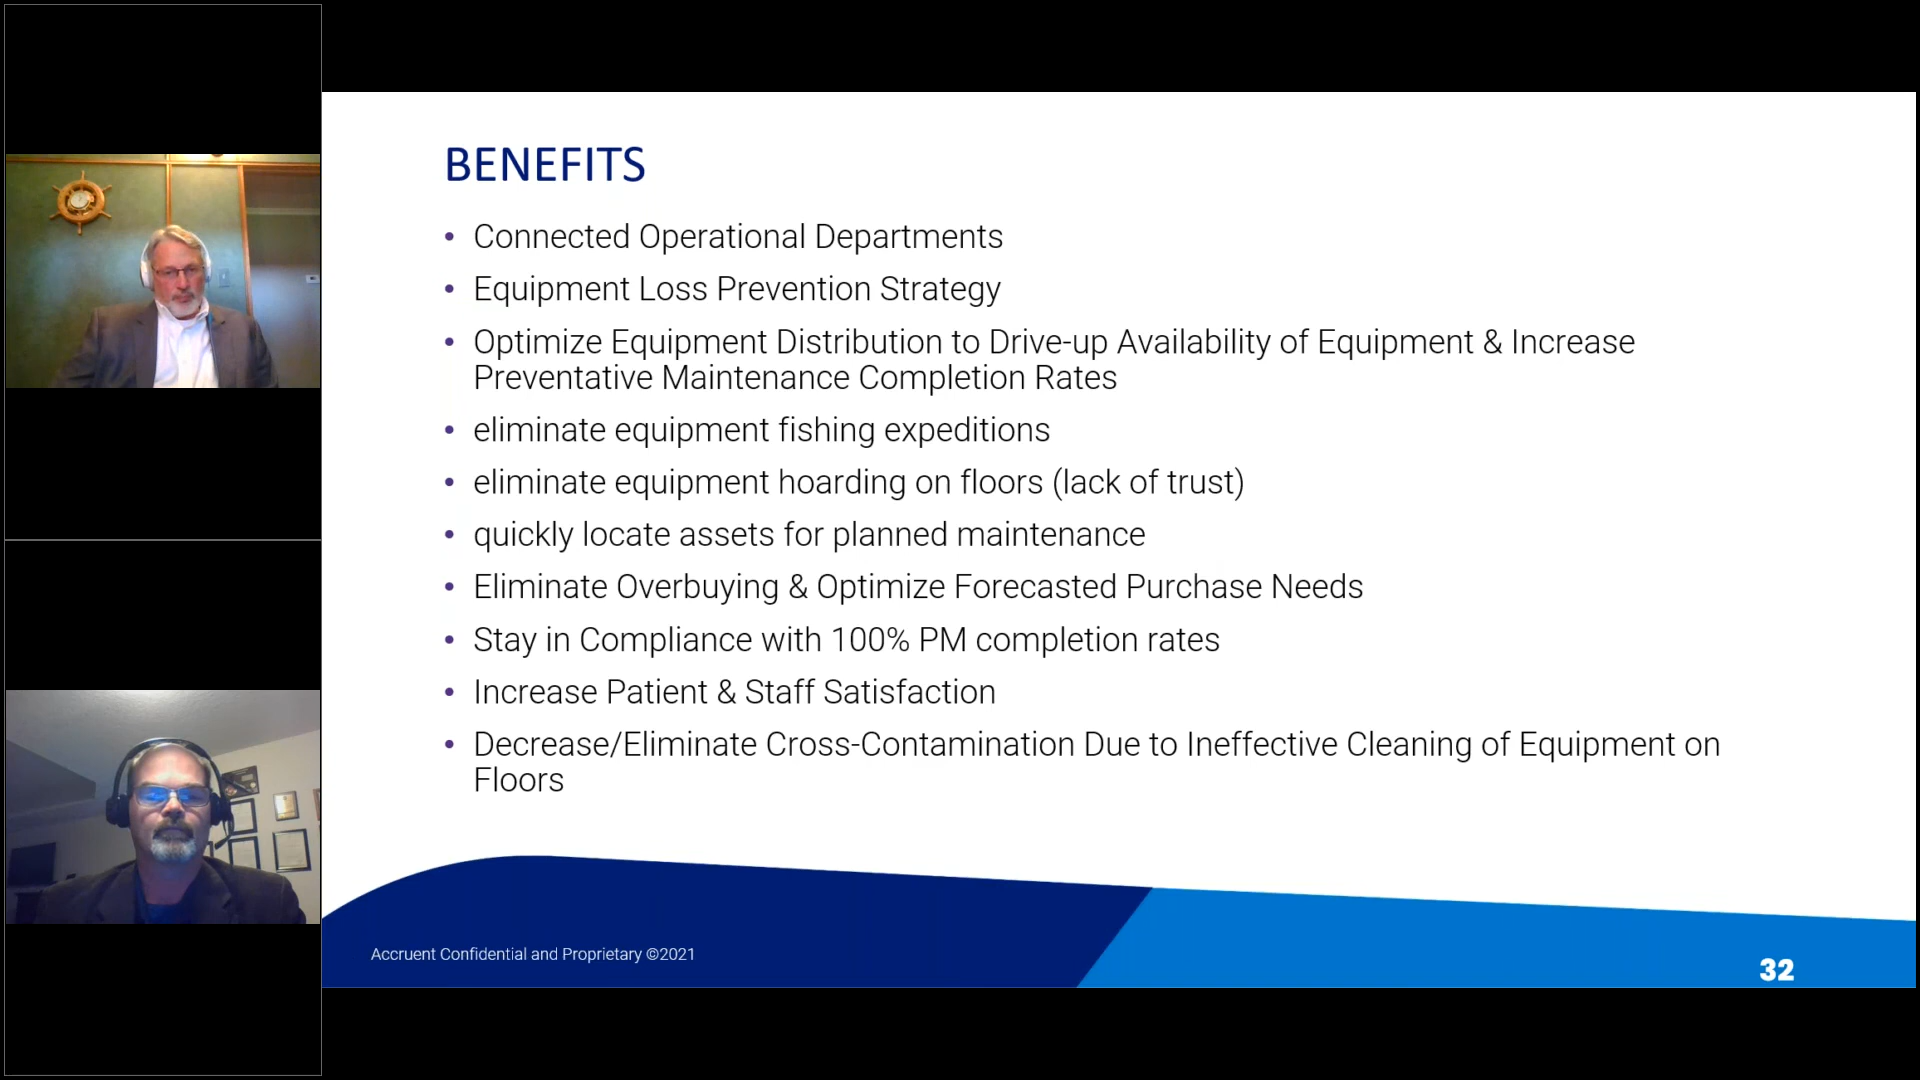 BENEFITS
• Connected Operational Departments
• Equipment Loss Prevention Strategy
• Optimize Equipment Distribution to Drive-up Availability of Equipment & Increase
Preventative Maintenance Completion Rates
• eliminate equipment fishing expeditions
• eliminate equipment hoarding on floors (lack of trust)
• quickly locate assets for planned maintenance
• Eliminate Overbuying & Optimize Forecasted Purchase Needs
• Stay in Compliance with 100% PM completion rates
• Increase Patient & Staff Satisfaction
• Decrease/Eliminate Cross-Contamination Due to Ineffective Cleaning of Equipment on
Floors
Accruent Confidential and Proprietary ©2021
32